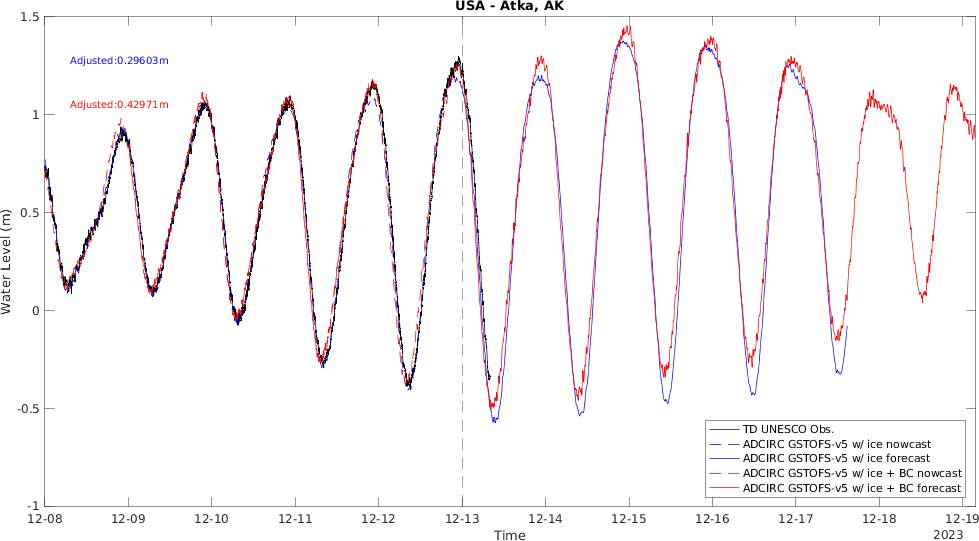 USA - Atka, AK
1.5
1
0.5
0
-0.5
-1
Water Level (m)
Adjusted:0.29603m
Adjusted:0.42971m
TD UNESCO Obs.
ADCIRC GSTOFS-v5 w/ ice nowcast
ADCIRC GSTOFS-v5 w/ ice forecast
ADCIRC GSTOFS-v5 w/ ice + BC nowcast
ADCIRC GSTOFS-v5 w/ ice + BC forecast
12-08 12-09 12-10 12-11 12-12 12-13 12-14 12-15 12-16 12-17 12-18 12-19
Time
2023